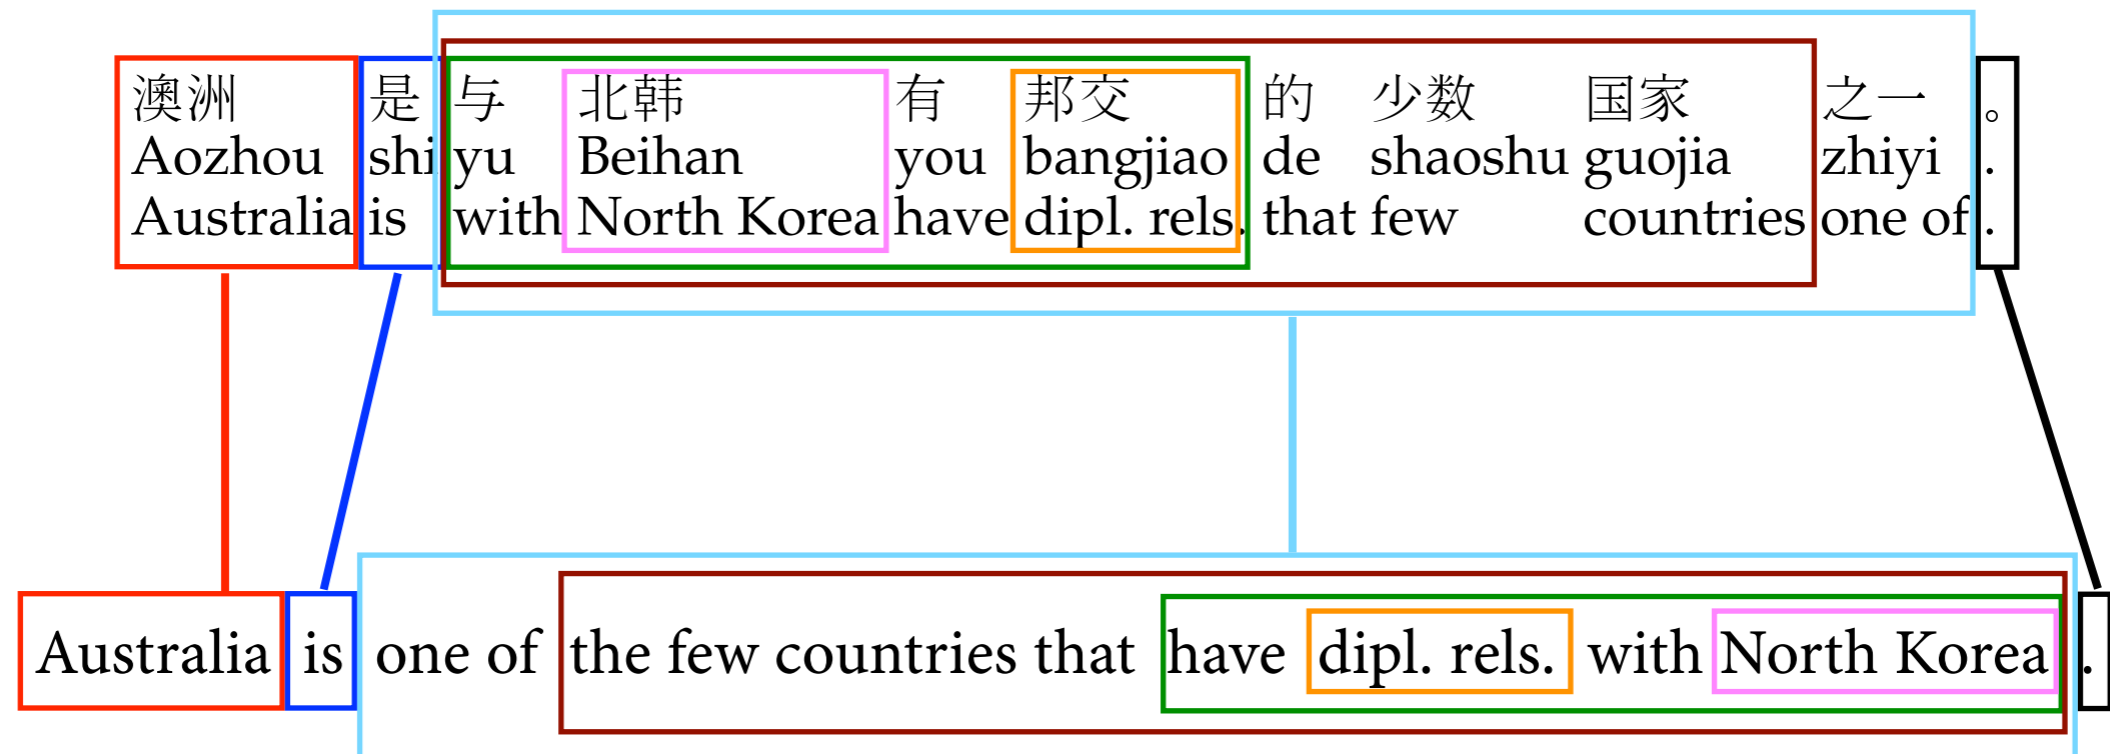 澳洲 是 与 北韩 有 邦交 的 少数 国家 之一 。
Aozhou shi yu Beihan you bangjiao de shaoshu guojia zhiyi .
Australia is with North Korea have dipl. rels. that few countries one of .
Australia is one of the few countries that have dipl. rels. with North Korea .